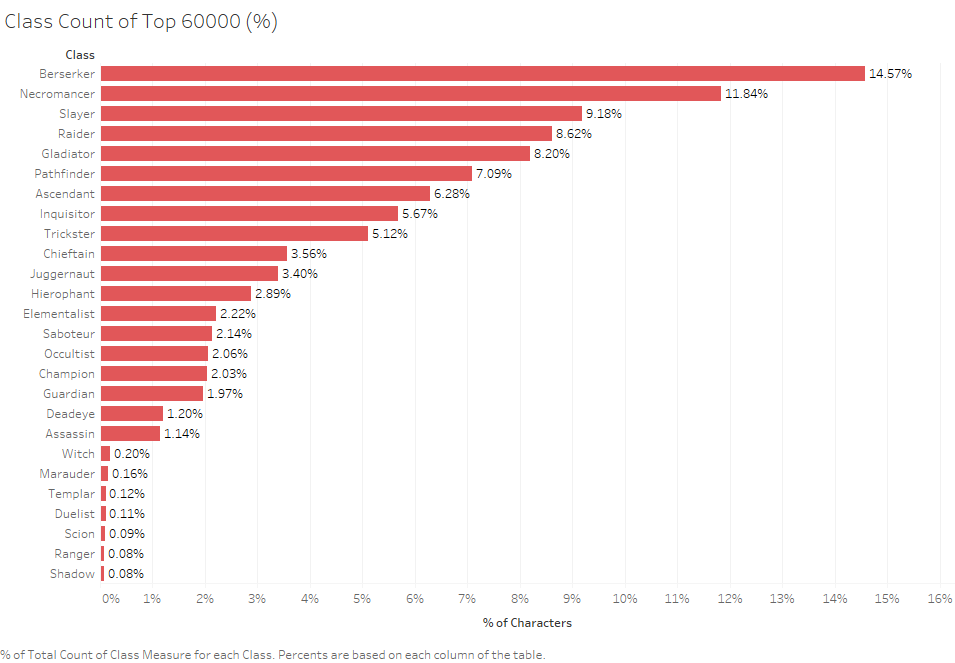 Class Count of Top 60000 (%)
Class
Berserker 14.57%
Necromancer 11.84%
Slayer 9.18%
Raider 8.62%
Gladiator 8.20%
Pathfinder 7.09%
Ascendant 6.28%
Inquisitor 5.67%
Trickster 5.12%
Chieftain 3.56%
Juggernaut 3.40%
Hierophant 2.89%
Elementalist 2.22%
Saboteur 2.14%
Occultist 2.06%
Champion 2.03%
Guardian 1.97%
Deadeye 1.20%
Assassin 1.14%
Witch 0.20%
Marauder 0.16%
Templar 0.12%
Duelist 0.11%
Scion 0.09%
Ranger 0.08%
Shadow 0.08%
0% 1% 2% 3% 4% 5% 6% 7% 8% 9% 10% 11% 12% 13% 14% 15% 16%
% of Characters
% of Total Count of Class Measure for each Class. Percents are based on each column of the table.